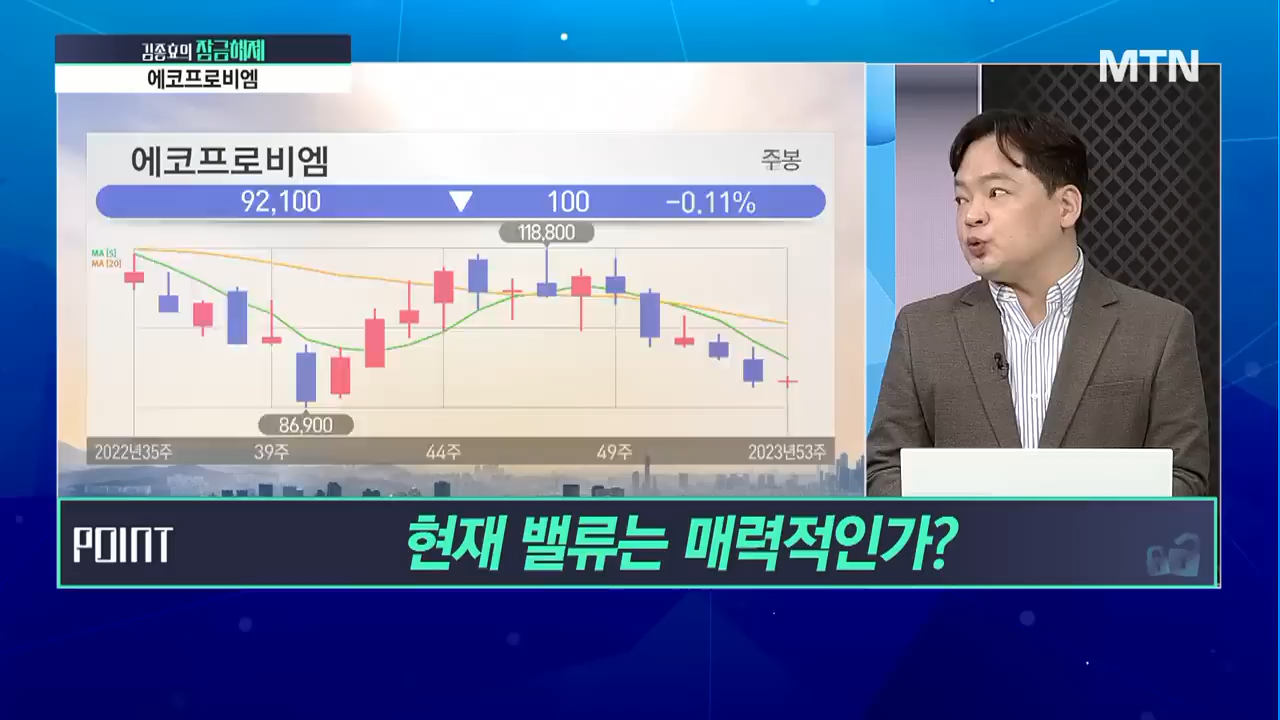 김종효의 잠금해제
에코프로비엠
MTN
에코프로비엠
주봉
92,100 ▼ 100 -0.11%
118,800
MA [5]
MA [20]
86,900
2022년35주 39주 44주 49주 2023년53주
POINT
현재 밸류는 매력적인가?